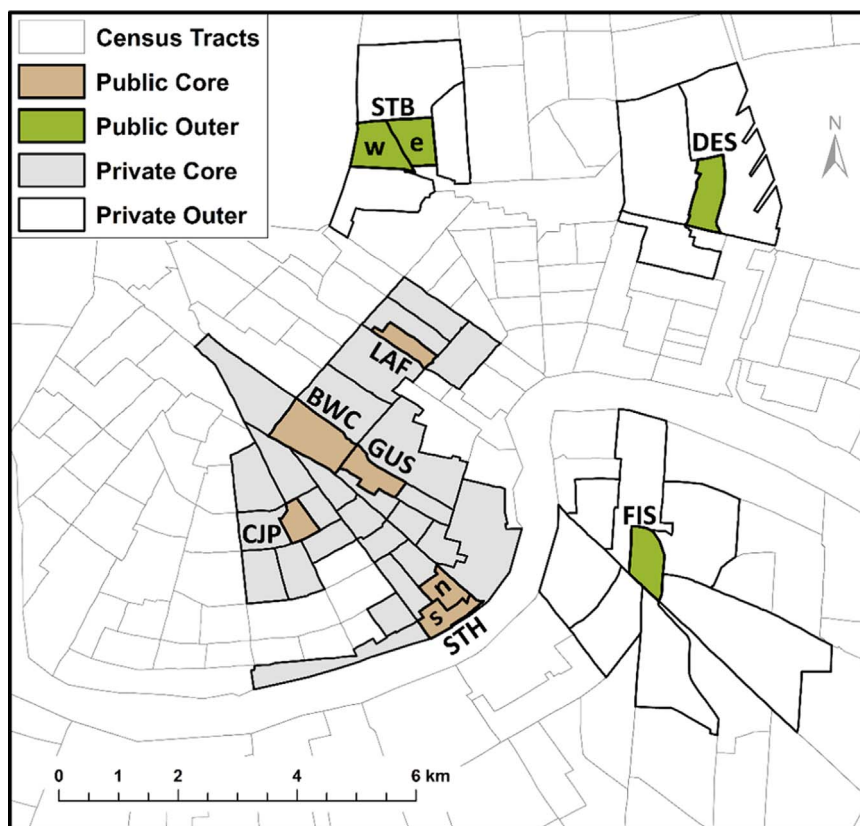 Census Tracts
Public Core
Public Outer
Private Core
Private Outer
STB
w e
DES
N
LAF
BWC
GUS
CJP
FIS
n
s
STH
0 1 2 4 6 km